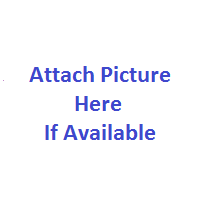 Attach Picture
Here
If Available